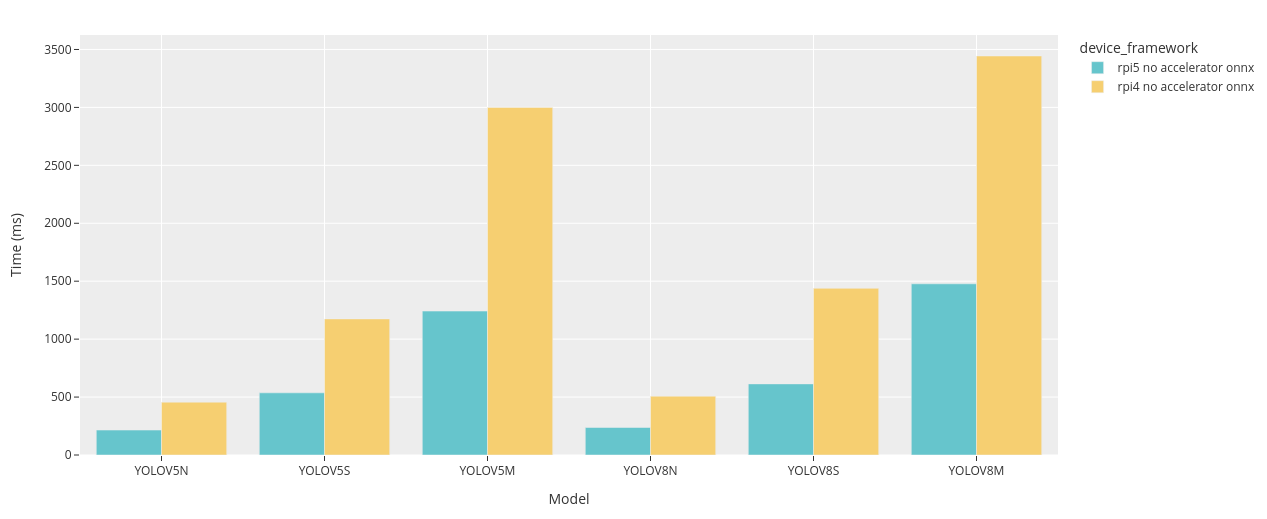 device_framework
rpi5 no accelerator onnx
rpi4 no accelerator onnx
Time (ms)
3500
3000
2500
2000
1500
1000
500
0
YOLOV5N YOLOV5S YOLOV5M YOLOV8N YOLOV8S YOLOV8M
Model